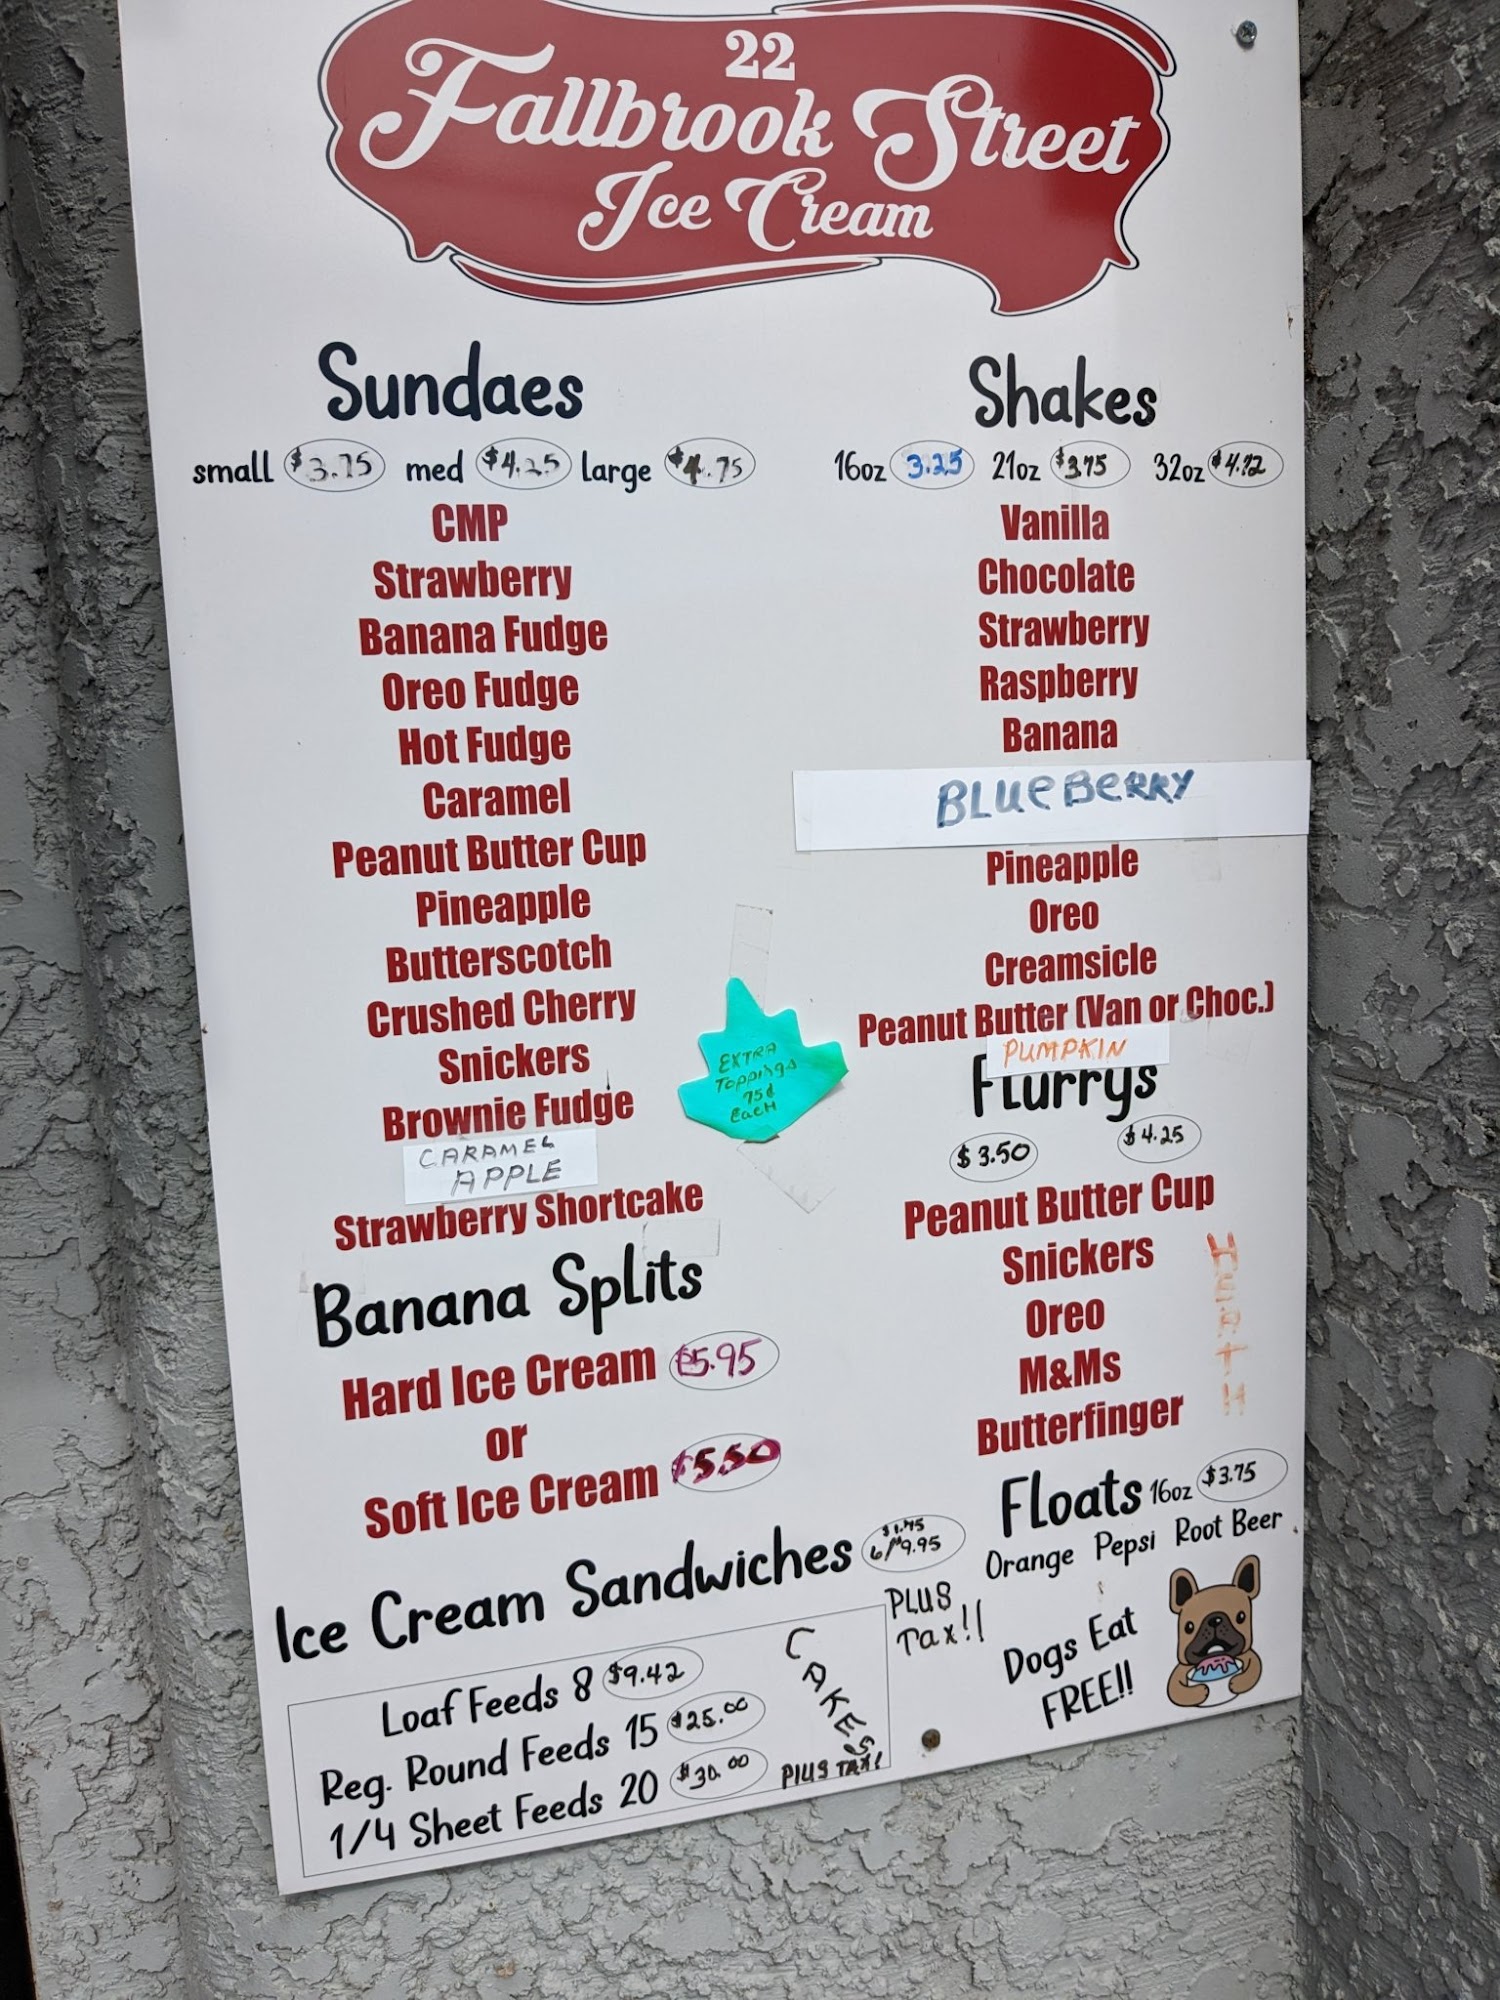 22
Fallbrook Street
Ice Cream
Sundaes
small $3.75 med $4.25 large $4.75
CMP
Strawberry
Banana Fudge
Oreo Fudge
Hot Fudge
Caramel
Peanut Butter Cup
Pineapple
Butterscotch
Crushed Cherry
Snickers
Brownie Fudge
CARAMEL
APPLE
Strawberry Shortcake
EXTRA
Toppings
75¢
EacH
Banana Splits
Hard Ice Cream $5.95
or
Soft Ice Cream $5.50
Ice Cream Sandwiches
6/$9.95
PLUS
Tax!!
Loaf Feeds 8 $9.42
Reg. Round Feeds 15 $25.00
1/4 Sheet Feeds 20 $30.00
CAKES
PlUS TAX!
Shakes
16oz 3.25 21oz $3.75 32oz
Vanilla
Chocolate
Strawberry
Raspberry
Banana
BLUeBeRRY
Pineapple
Oreo
Creamsicle
Peanut Butter (Van or Choc.)
PUMPKIN
Flurrys
$3.50 $4.25
Peanut Butter Cup
Snickers
Oreo
M&Ms
Butterfinger
Floats 16oz $3.75
Orange Pepsi Root Beer
Dogs Eat
FREE!!